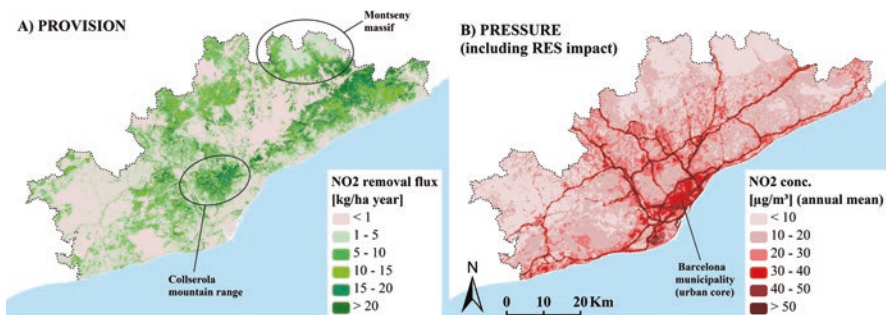 A) PROVISION
Montseny
massif
Collserola
mountain range
NO2 removal flux
[kg/ha year]
< 1
1 - 5
5 - 10
10 - 15
15 - 20
> 20
B) PRESSURE
(including RES impact)
NO2 conc.
[µg/m³] (annual mean)
< 10
10 - 20
20 - 30
30 - 40
40 - 50
> 50
Barcelona
municipality
(urban core)
N
0 10 20 Km